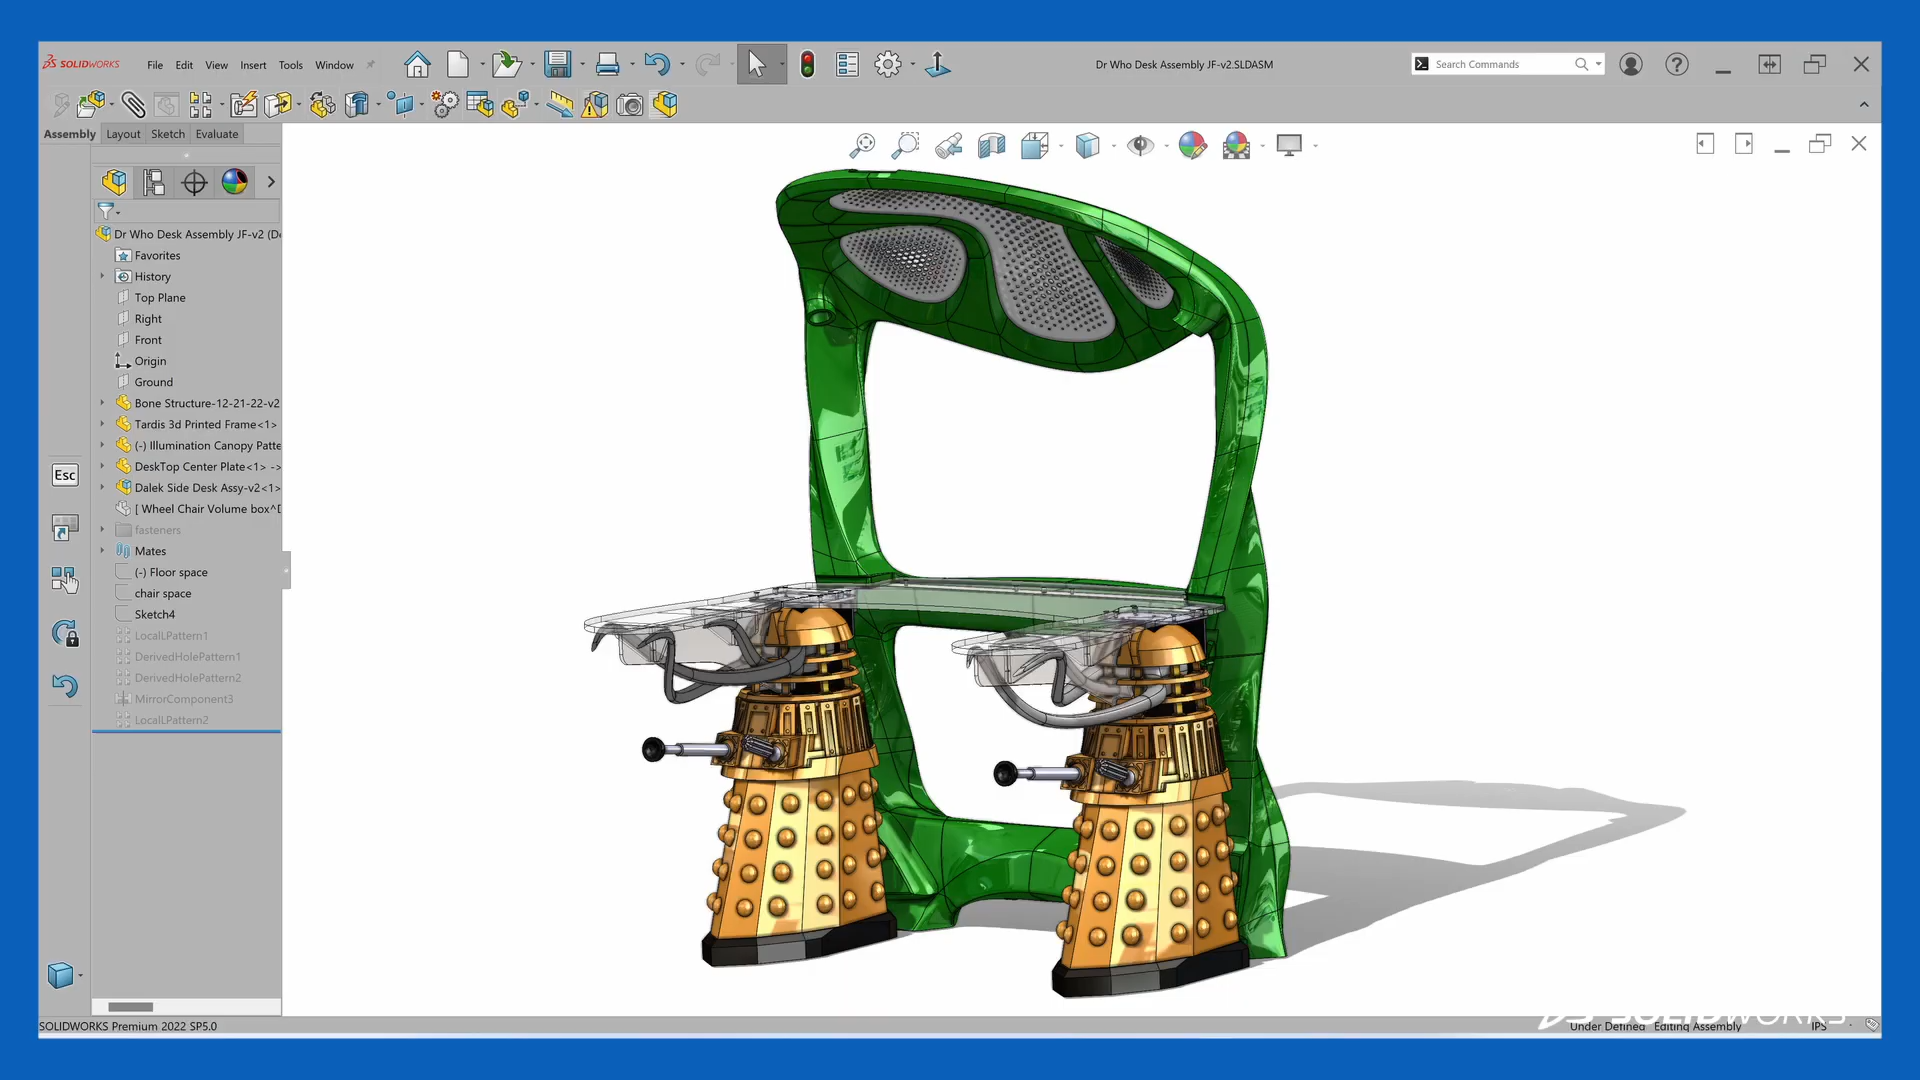 SOLIDWORKS File Edit View Insert Tools Window Dr Who Desk Assembly JF-v2.SLDASM Search Commands
Assembly Layout Sketch Evaluate
Dr Who Desk Assembly JF-v2 (De
Favorites
History
Top Plane
Right
Front
Origin
Ground
Bone Structure-12-21-22-v2
Tardis 3d Printed Frame<1>
(-) Illumination Canopy Patte
DeskTop Center Plate<1> ->
Dalek Side Desk Assy-v2<1>
Esc
[ Wheel Chair Volume box^D
fasteners
Mates
(-) Floor space
chair space
Sketch4
LocalLPattern1
DerivedHolePattern1
DerivedHolePattern2
MirrorComponent3
LocalLPattern2
SOLIDWORKS Premium 2022 SP5.0 Under Defined Editing Assembly IPS
SOLIDWORKS